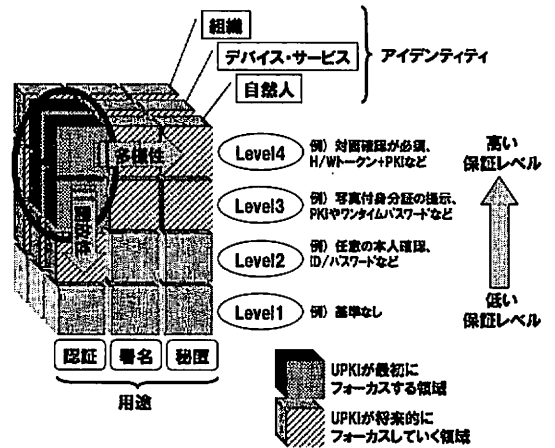 組織
デバイス・サービス
自然人
アイデンティティ
多様性
Level4
例）対面確認が必須、
H/Wトークン+PKIなど
高い
保証レベル
Level3
例）写真付身分証の提示、
PKIやワンタイムパスワードなど
Level2
例）任意の本人確認、
ID/パスワードなど
Level1
例）基準なし
低い
保証レベル
認証
署名
秘匿
用途
UPKIが最初に
フォーカスする領域
UPKIが将来的に
フォーカスしていく領域